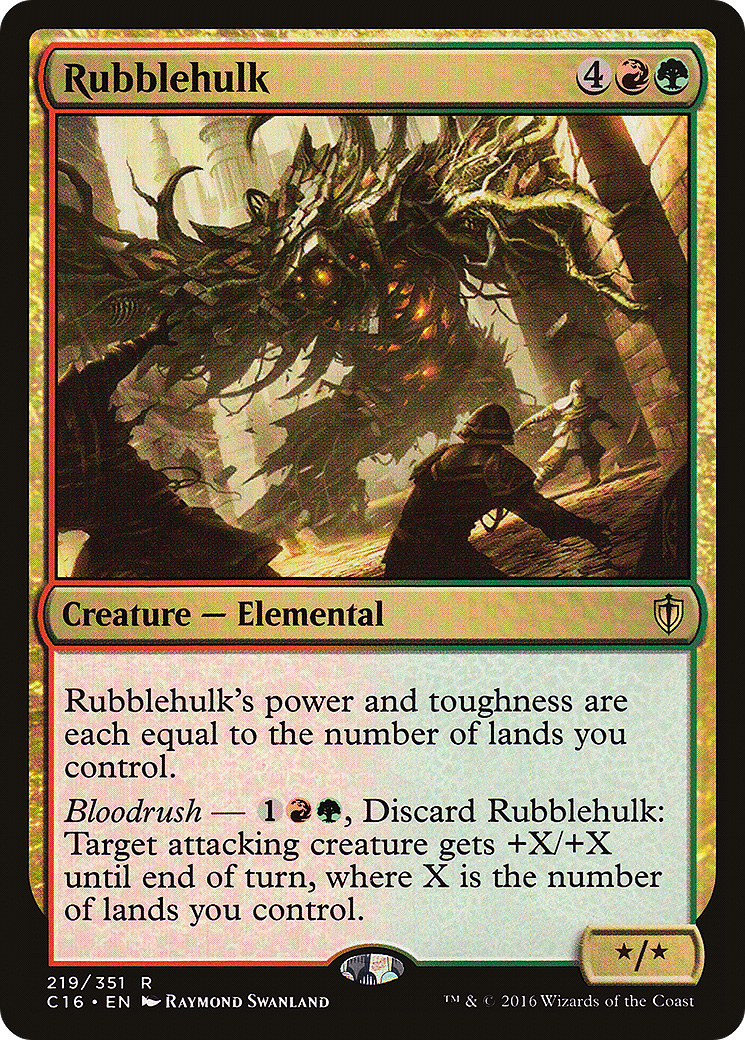 Rubblehulk 4
Creature — Elemental
Rubblehulk's power and toughness are
each equal to the number of lands you
control.
Bloodrush — 1, Discard Rubblehulk:
Target attacking creature gets +X/+X
until end of turn, where X is the number
of lands you control.
★/★
219/351 R
C16 • EN RAYMOND SWANLAND
™ & © 2016 Wizards of the Coast